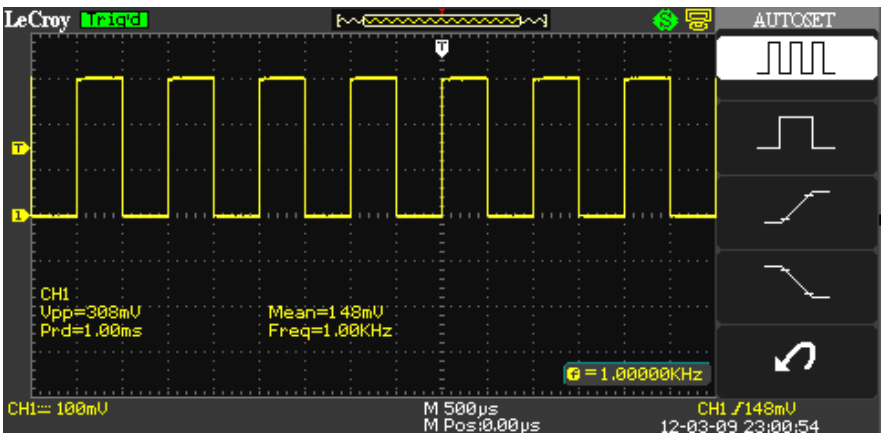 LeCroy Trig'd AUTOSET
T
T
1
CH1
Vpp=308mV Mean=148mV
Prd=1.00ms Freq=1.00KHz
f = 1.00000KHz
CH1 100mV M 500µs CH1 148mV
M Pos:0.00µs 12-03-09 23:00:54